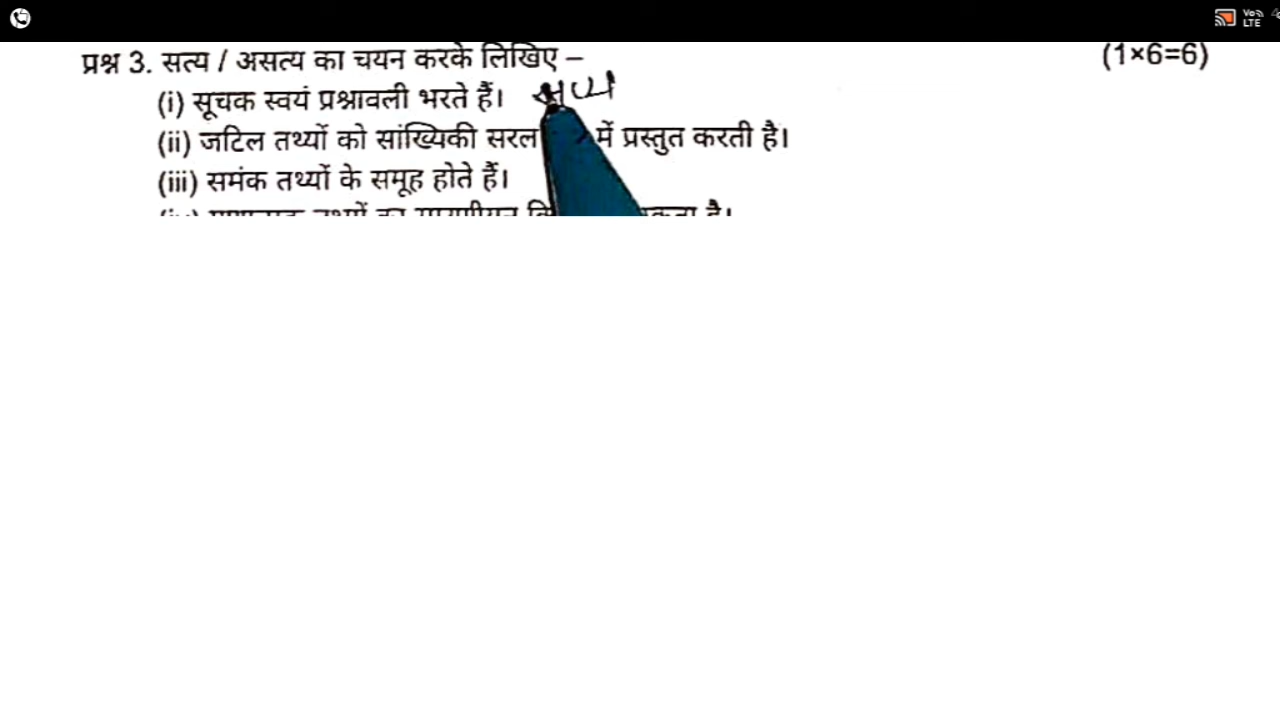 प्रश्न 3. सत्य / असत्य का चयन करके लिखिए – (1×6=6)
(i) सूचक स्वयं प्रश्नावली भरते हैं। सत्य
(ii) जटिल तथ्यों को सांख्यिकी सरल में प्रस्तुत करती है।
(iii) समंक तथ्यों के समूह होते हैं।